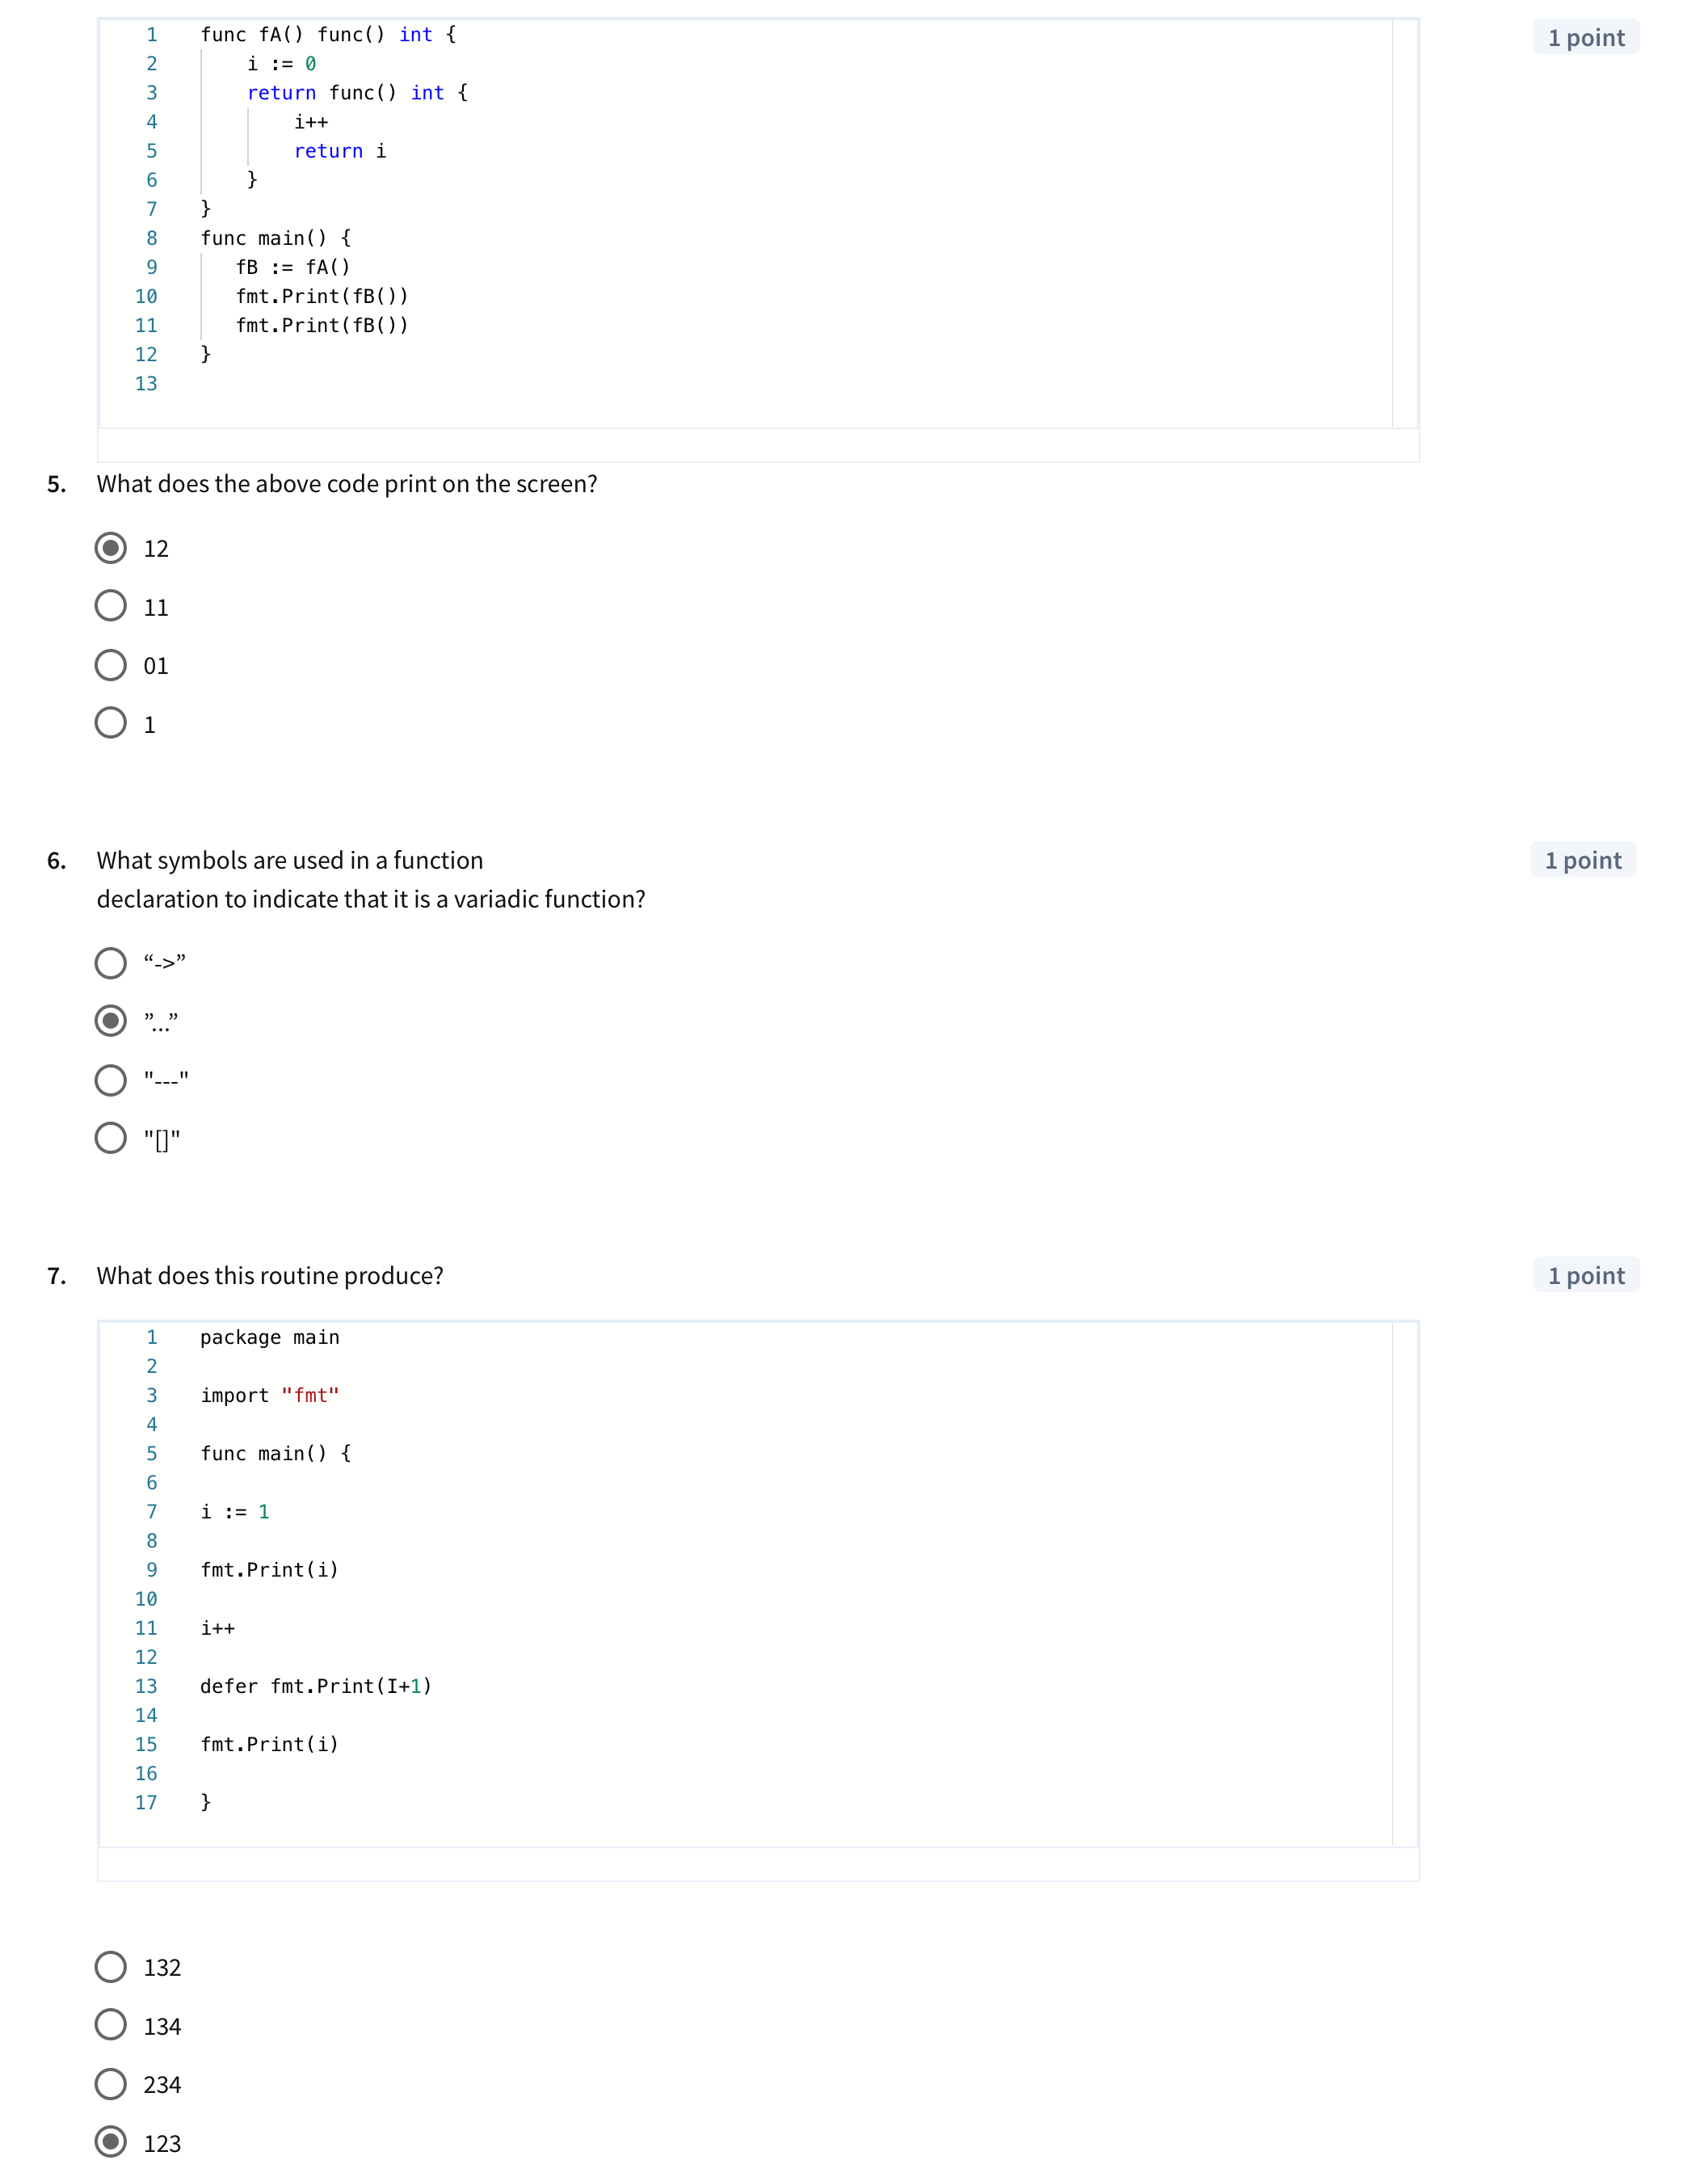 1 func fA() func() int {
1 point
2 i := 0
3 return func() int {
4 i++
5 return i
6 }
7 }
8 func main() {
9 fB := fA()
10 fmt.Print(fB())
11 fmt.Print(fB())
12 }
13
5. What does the above code print on the screen?
12
11
01
1
6. What symbols are used in a function
1 point
declaration to indicate that it is a variadic function?
“->”
”...”
"---"
"[]"
7. What does this routine produce?
1 point
1 package main
2
3 import "fmt"
4
5 func main() {
6
7 i := 1
8
9 fmt.Print(i)
10
11 i++
12
13 defer fmt.Print(I+1)
14
15 fmt.Print(i)
16
17 }
132
134
234
123